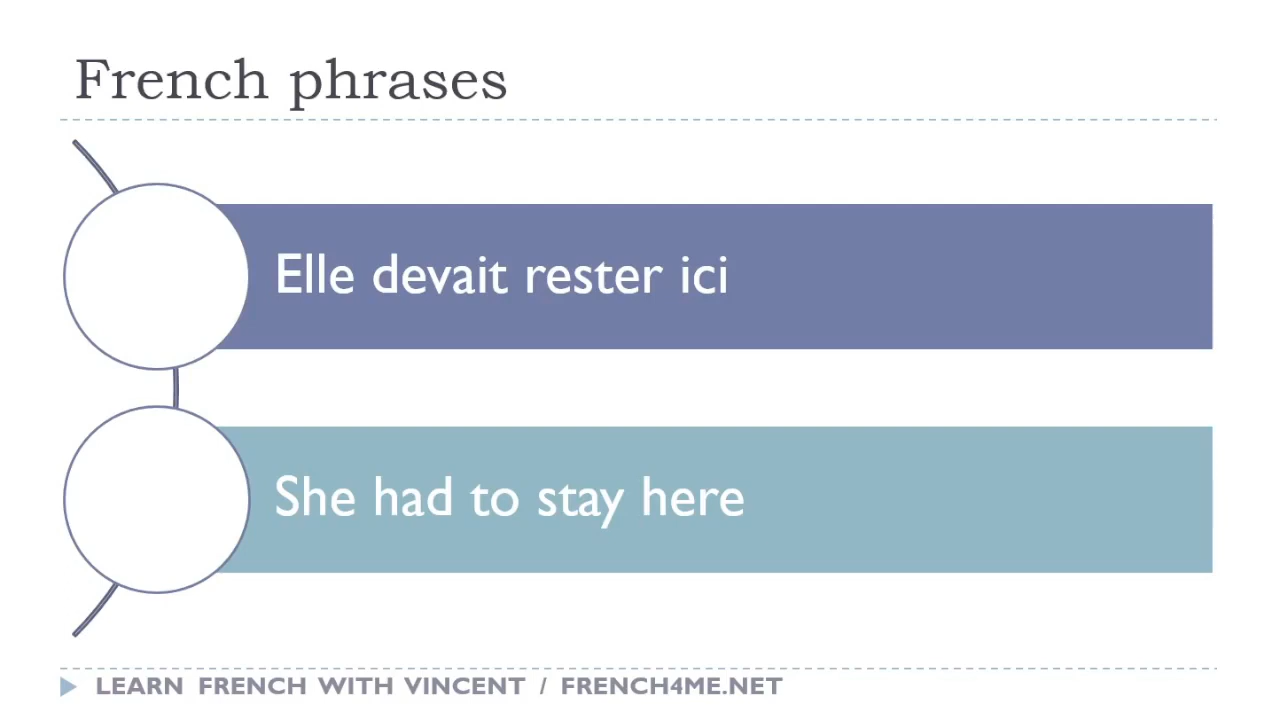 French phrases
Elle devait rester ici
She had to stay here
LEARN FRENCH WITH VINCENT / FRENCH4ME.NET